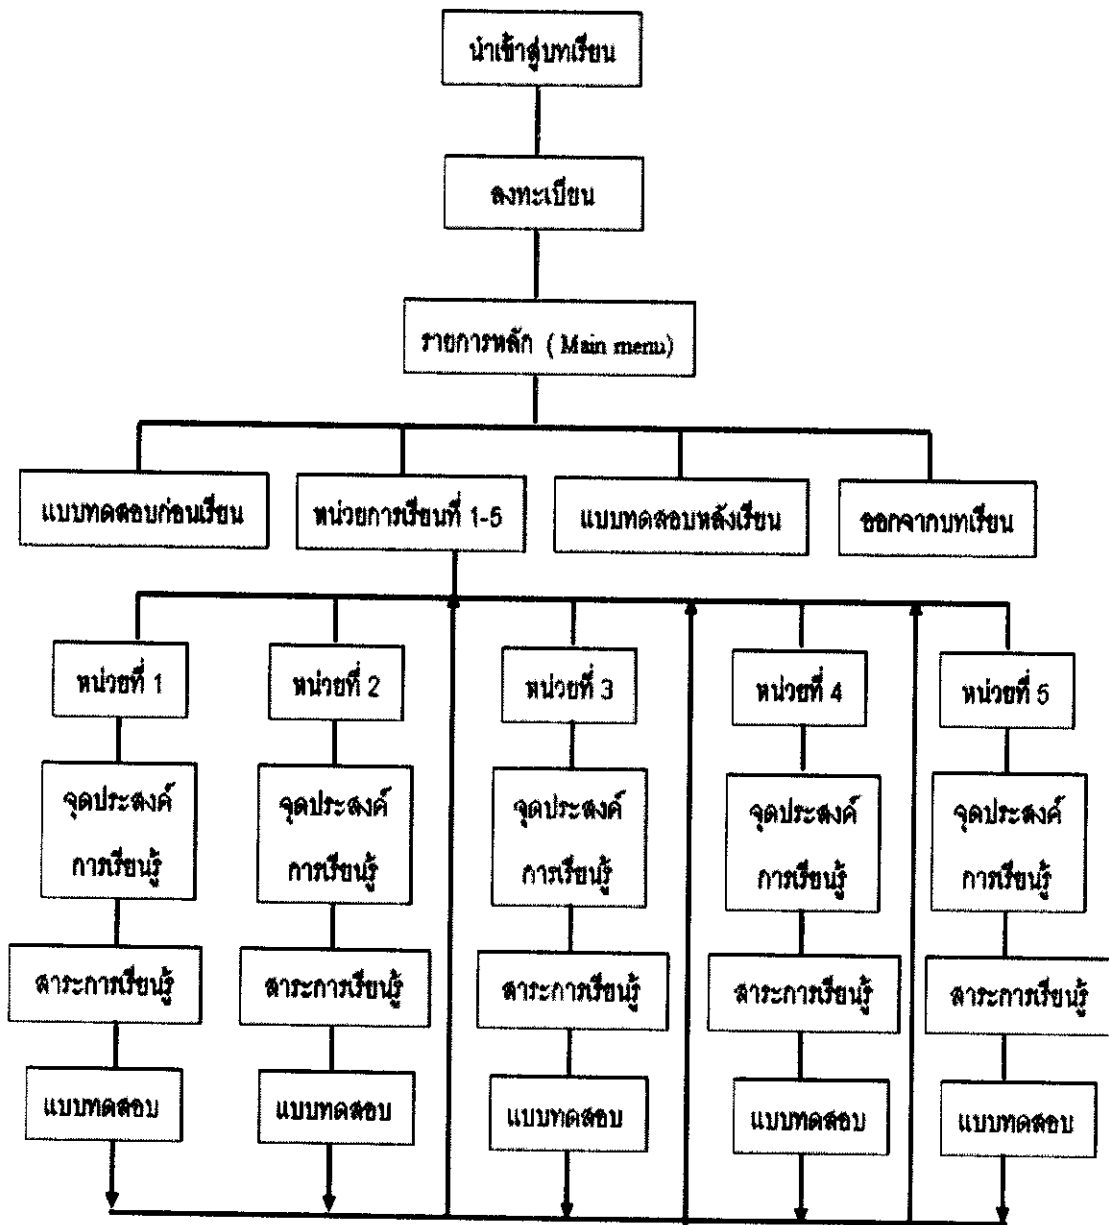 นำเข้าสู่บทเรียน
ลงทะเบียน
รายการหลัก ( Main menu)
แบบทดสอบก่อนเรียน
หน่วยการเรียนที่ 1-5
แบบทดสอบหลังเรียน
ออกจากบทเรียน
หน่วยที่ 1
หน่วยที่ 2
หน่วยที่ 3
หน่วยที่ 4
หน่วยที่ 5
จุดประสงค์
การเรียนรู้
จุดประสงค์
การเรียนรู้
จุดประสงค์
การเรียนรู้
จุดประสงค์
การเรียนรู้
จุดประสงค์
การเรียนรู้
สาระการเรียนรู้
สาระการเรียนรู้
สาระการเรียนรู้
สาระการเรียนรู้
สาระการเรียนรู้
แบบทดสอบ
แบบทดสอบ
แบบทดสอบ
แบบทดสอบ
แบบทดสอบ